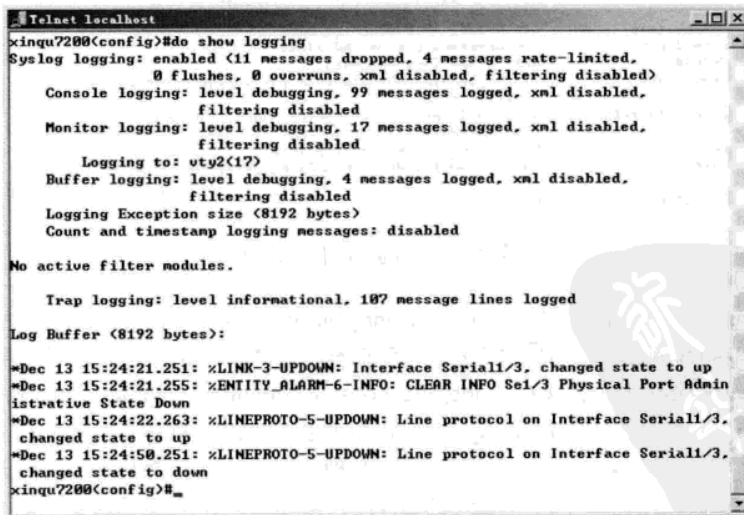 Telnet localhost
xinqu7200(config)#do show logging
Syslog logging: enabled (11 messages dropped, 4 messages rate-limited,
0 flushes, 0 overruns, xml disabled, filtering disabled)
Console logging: level debugging, 99 messages logged, xml disabled,
filtering disabled
Monitor logging: level debugging, 17 messages logged, xml disabled,
filtering disabled
Logging to: vty2(17)
Buffer logging: level debugging, 4 messages logged, xml disabled,
filtering disabled
Logging Exception size (8192 bytes)
Count and timestamp logging messages: disabled
No active filter modules.
Trap logging: level informational, 107 message lines logged
Log Buffer (8192 bytes):
*Dec 13 15:24:21.251: %LINK-3-UPDOWN: Interface Serial1/3, changed state to up
*Dec 13 15:24:21.255: %ENTITY_ALARM-6-INFO: CLEAR INFO Se1/3 Physical Port Admin
istrative State Down
*Dec 13 15:24:22.263: %LINEPROTO-5-UPDOWN: Line protocol on Interface Serial1/3,
changed state to up
*Dec 13 15:24:50.251: %LINEPROTO-5-UPDOWN: Line protocol on Interface Serial1/3,
changed state to down
xinqu7200(config)#_